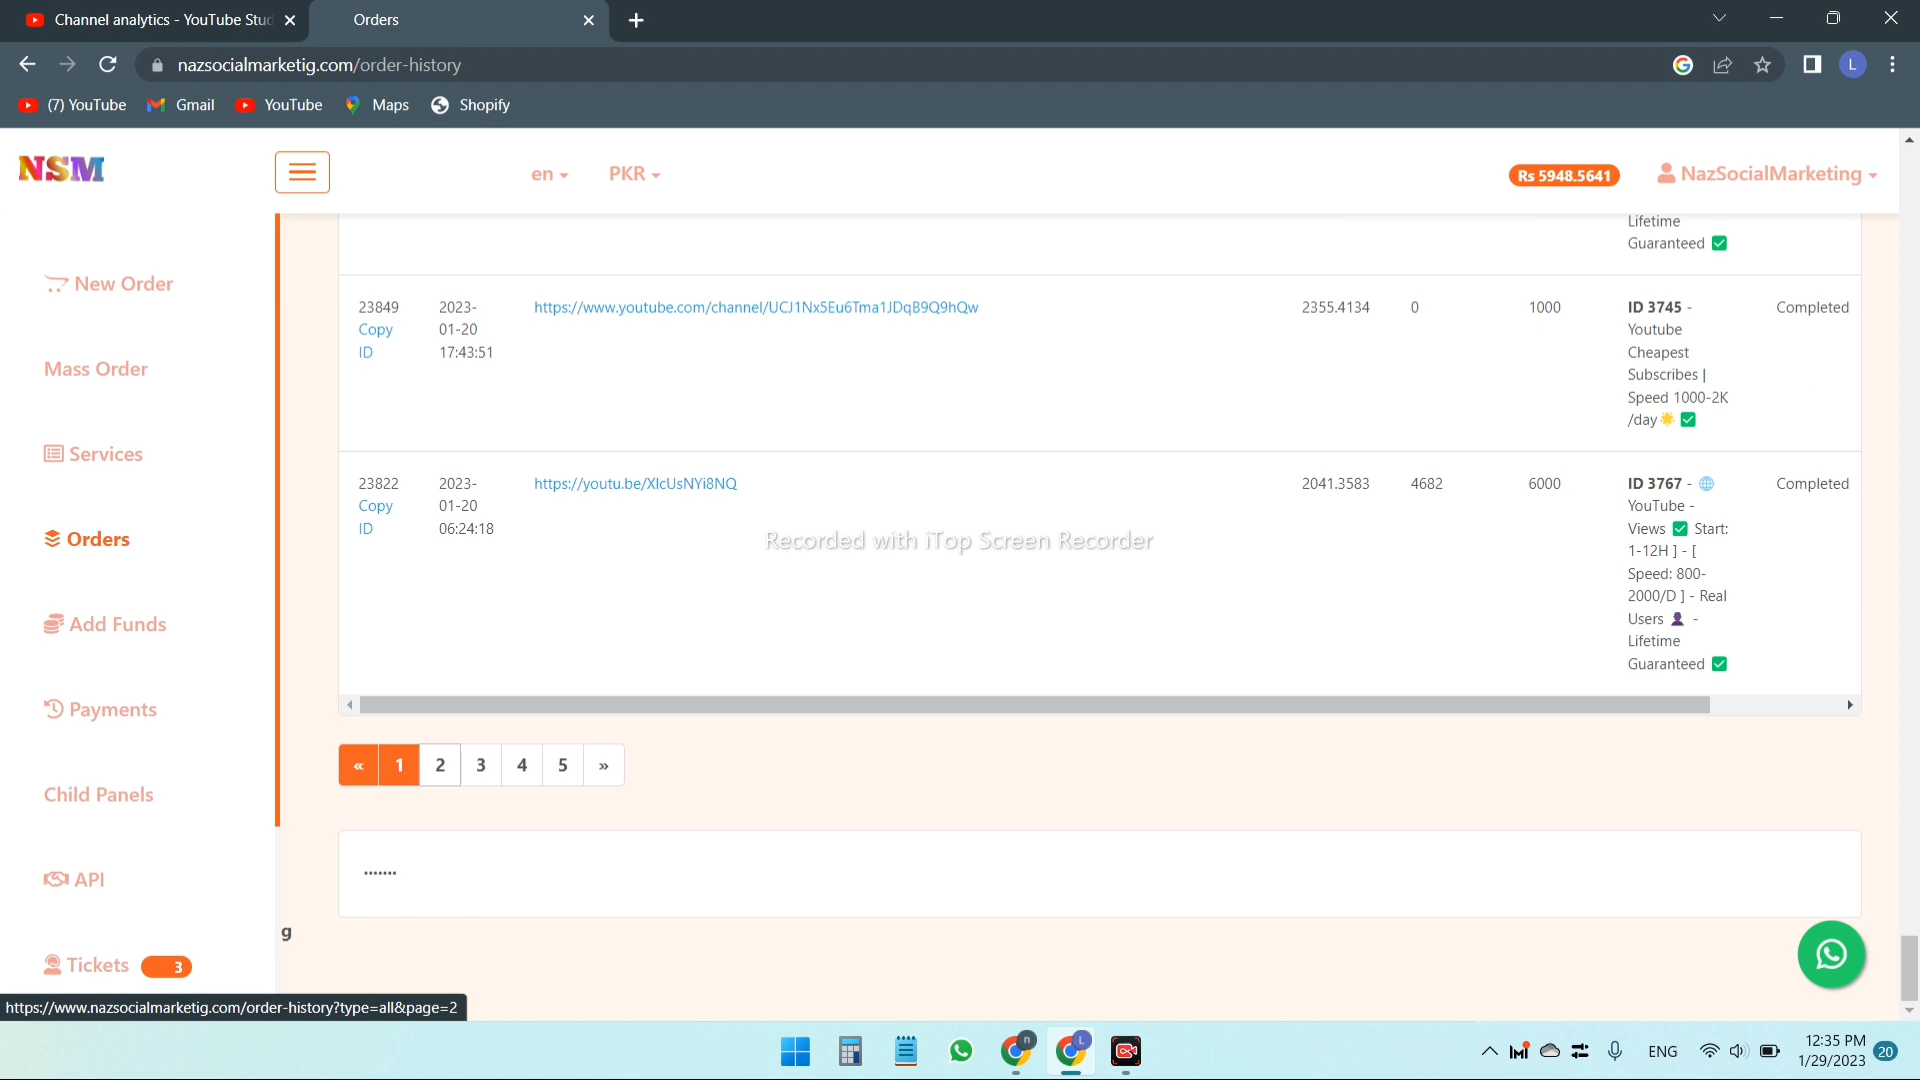 Channel analytics - YouTube Stud
Orders
nazsocialmarketig.com/order-history
L
(7) YouTube
Gmail
YouTube
Maps
Shopify
NSM
en
PKR
Rs 5948.5641
NazSocialMarketing
New Order
Mass Order
Services
Orders
Add Funds
Payments
Child Panels
API
Tickets 3
Lifetime
Guaranteed ✅
23849
Copy
ID
2023-
01-20
17:43:51
https://www.youtube.com/channel/UCJ1Nx5Eu6Tma1JDqB9Q9hQw
2355.4134
0
1000
ID 3745 -
Youtube
Cheapest
Subscribes |
Speed 1000-2K
/day🌟✅
Completed
23822
Copy
ID
2023-
01-20
06:24:18
https://youtu.be/XIcUsNYi8NQ
2041.3583
4682
6000
ID 3767 - 🌐
YouTube -
Views ✅ Start:
1-12H ] - [
Speed: 800-
2000/D ] - Real
Users 👤 -
Lifetime
Guaranteed ✅
Completed
Recorded with iTop Screen Recorder
« 1 2 3 4 5 »
.......
g
https://www.nazsocialmarketig.com/order-history?type=all&page=2
n
L
ENG
12:35 PM
1/29/2023
20